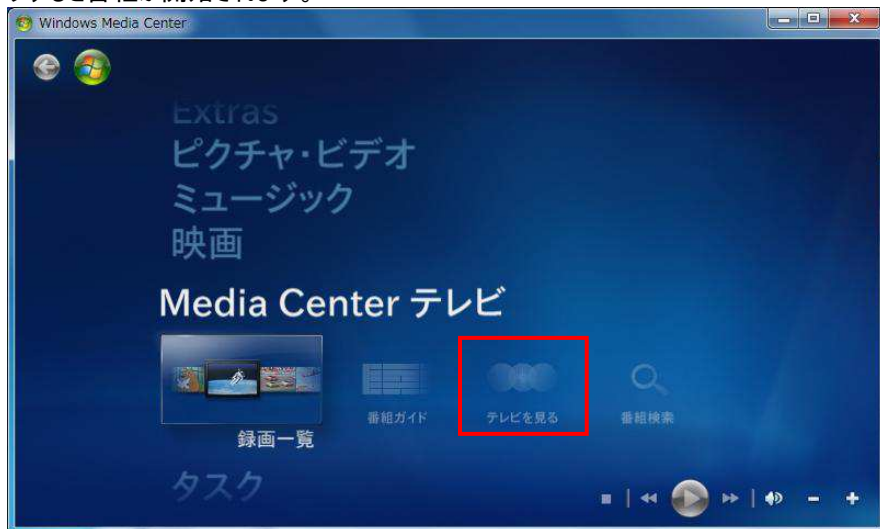 Windows Media Center
Extras
ピクチャ・ビデオ
ミュージック
映画
Media Center テレビ
番組ガイド
テレビを見る
番組検索
録画一覧
タスク